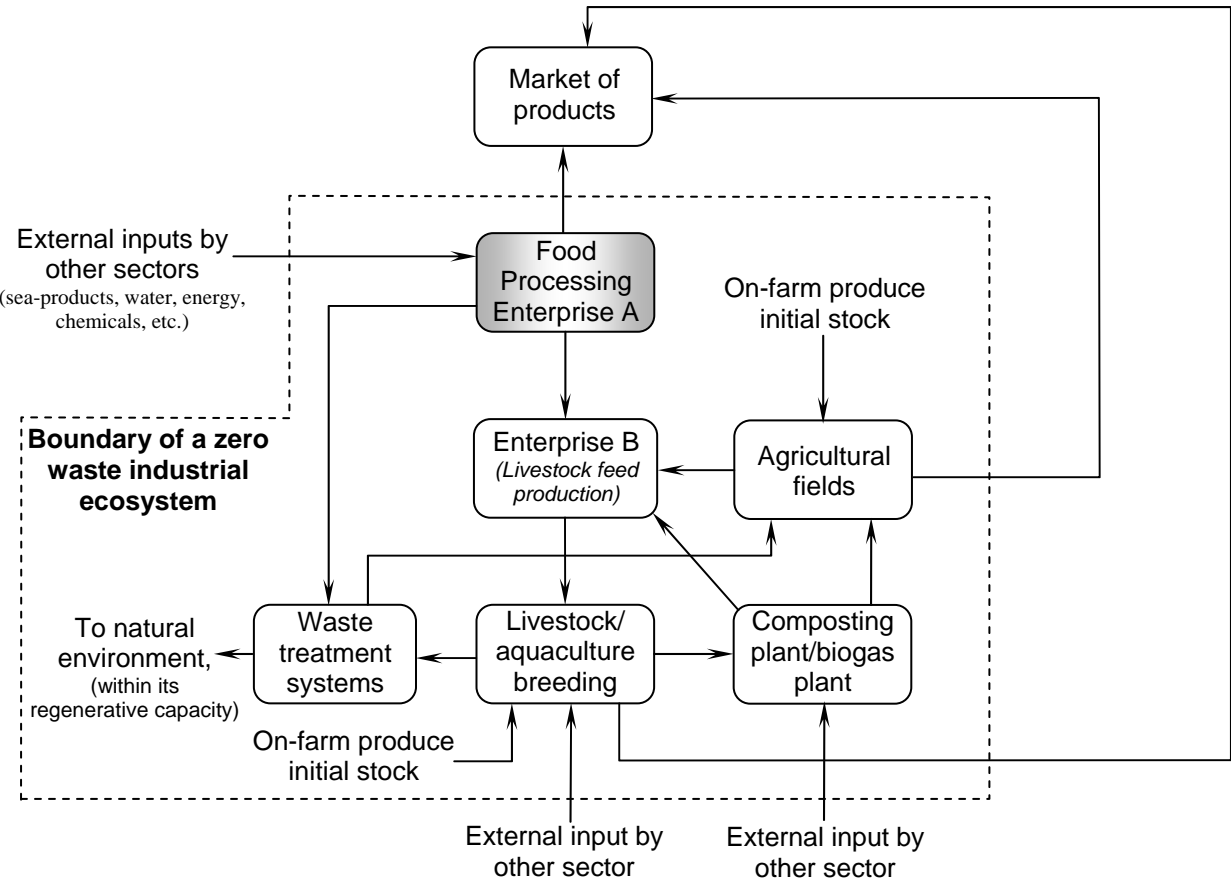 Market of
products
External inputs by
other sectors
(sea-products, water, energy,
chemicals, etc.)
Food
Processing
Enterprise A
On-farm produce
initial stock
Boundary of a zero
waste industrial
ecosystem
Enterprise B
(Livestock feed
production)
Agricultural
fields
To natural
environment,
(within its
regenerative capacity)
Waste
treatment
systems
Livestock/
aquaculture
breeding
Composting
plant/biogas
plant
On-farm produce
initial stock
External input by
other sector
External input by
other sector